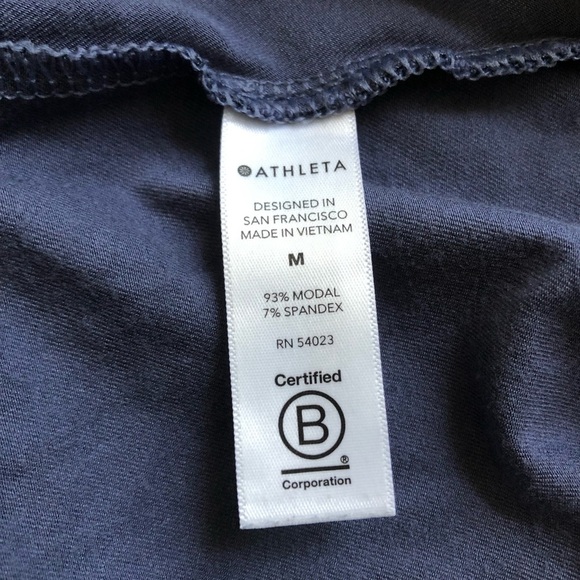 ATHLETA
DESIGNED IN
SAN FRANCISCO
MADE IN VIETNAM
M
93% MODAL
7% SPANDEX
RN 54023
Certified
B
®
Corporation